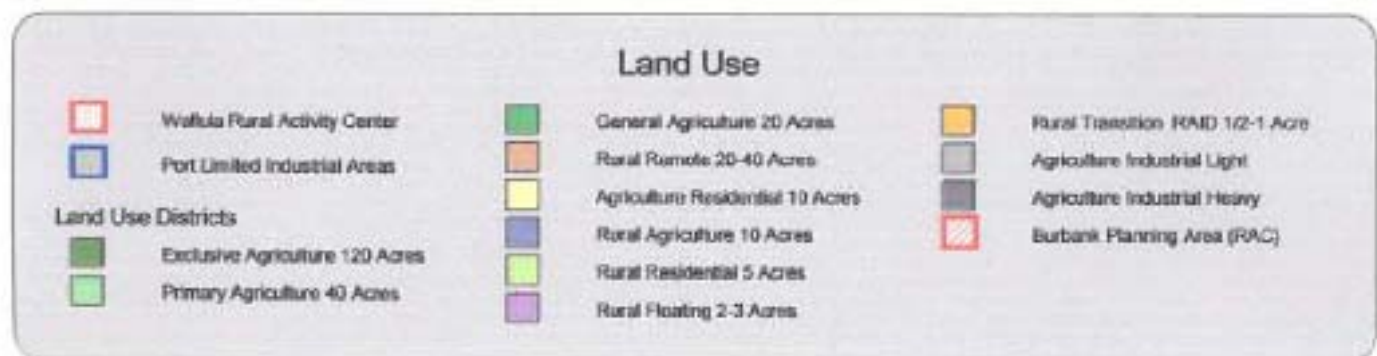 Land Use
Wallula Rural Activity Center
Port Limited Industrial Areas
Land Use Districts
Exclusive Agriculture 120 Acres
Primary Agriculture 40 Acres
General Agriculture 20 Acres
Rural Remote 20-40 Acres
Agriculture Residential 10 Acres
Rural Agriculture 10 Acres
Rural Residential 5 Acres
Rural Floating 2-3 Acres
Rural Transition RAID 1/2-1 Acre
Agriculture Industrial Light
Agriculture Industrial Heavy
Burbank Planning Area (RAC)